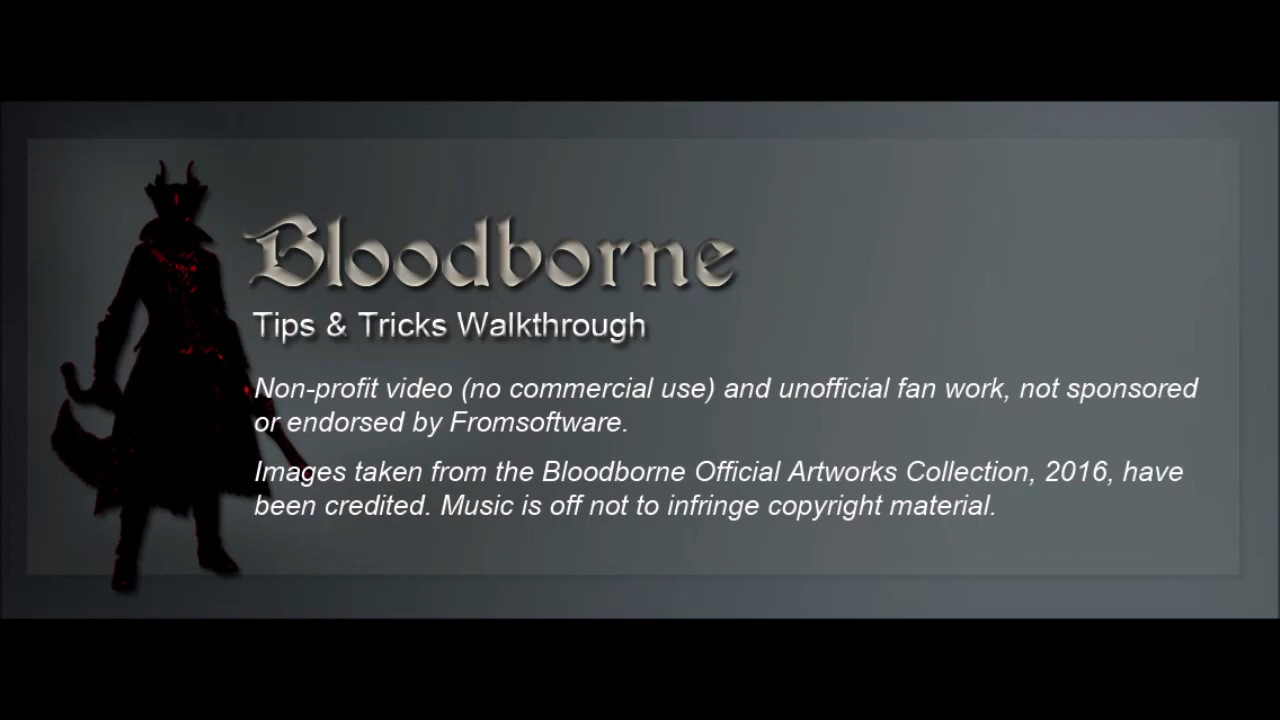 Bloodborne
Tips & Tricks Walkthrough
Non-profit video (no commercial use) and unofficial fan work, not sponsored
or endorsed by Fromsoftware.
Images taken from the Bloodborne Official Artworks Collection, 2016, have
been credited. Music is off not to infringe copyright material.